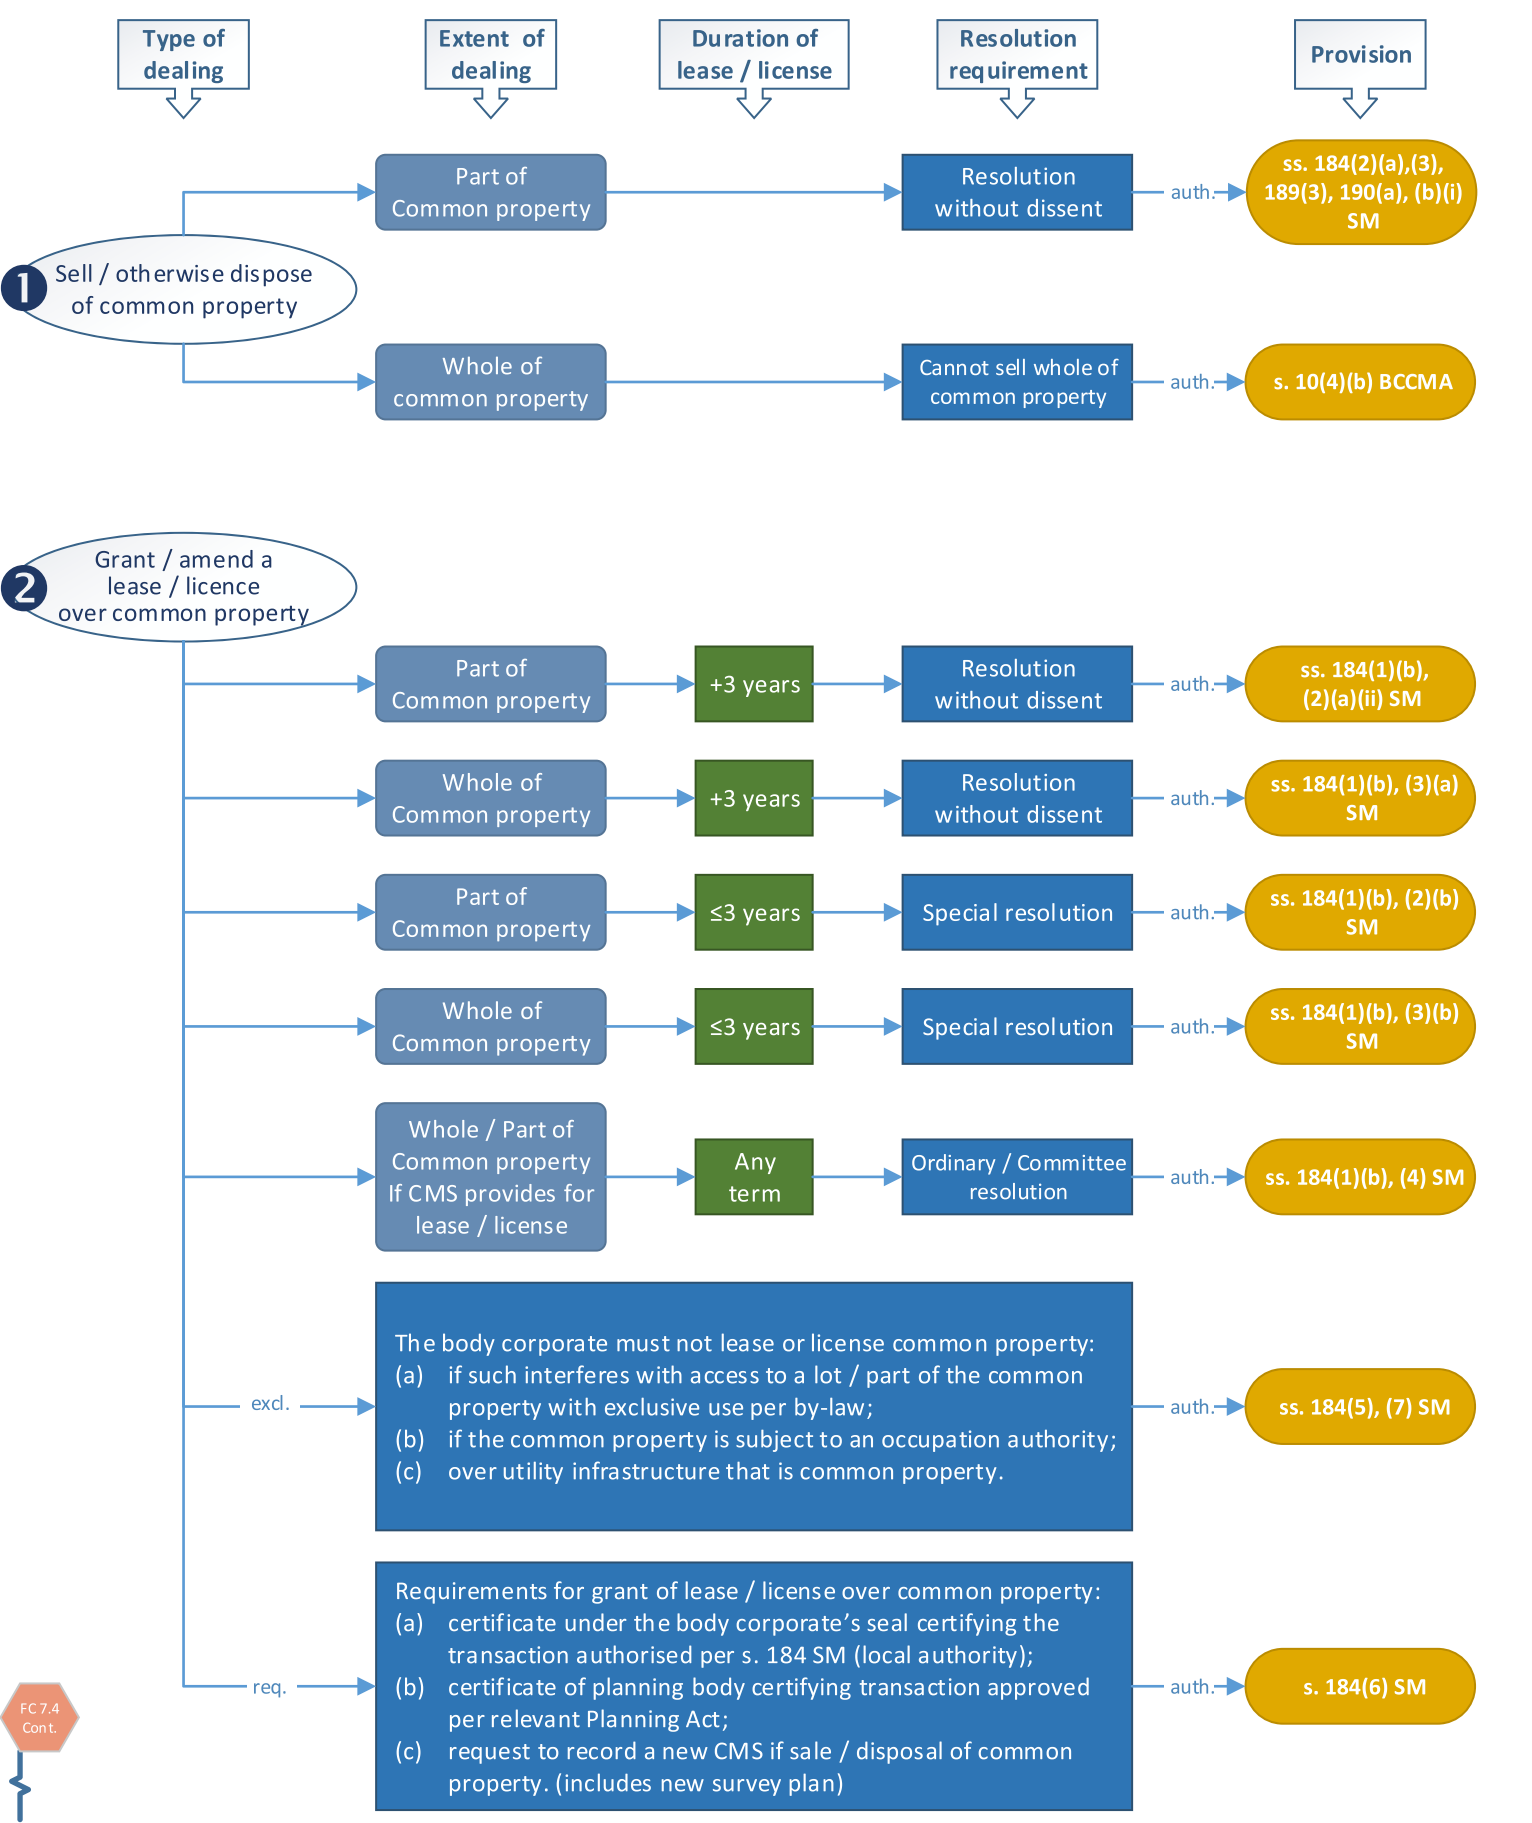 Type of
dealing
Extent of
dealing
Duration of
lease / license
Resolution
requirement
Provision
Part of
Common property
Resolution
without dissent
auth.
ss. 184(2)(a),(3),
189(3), 190(a), (b)(i)
SM
1
Sell / otherwise dispose
of common property
Whole of
common property
Cannot sell whole of
common property
auth.
s. 10(4)(b) BCCMA
2
Grant / amend a
lease / licence
over common property
Part of
Common property
+3 years
Resolution
without dissent
auth.
ss. 184(1)(b),
(2)(a)(ii) SM
Whole of
Common property
+3 years
Resolution
without dissent
auth.
ss. 184(1)(b), (3)(a)
SM
Part of
Common property
≤3 years
Special resolution
auth.
ss. 184(1)(b), (2)(b)
SM
Whole of
Common property
≤3 years
Special resolution
auth.
ss. 184(1)(b), (3)(b)
SM
Whole / Part of
Common property
If CMS provides for
lease / license
Any
term
Ordinary / Committee
resolution
auth.
ss. 184(1)(b), (4) SM
excl.
The body corporate must not lease or license common property:
(a) if such interferes with access to a lot / part of the common
property with exclusive use per by-law;
(b) if the common property is subject to an occupation authority;
(c) over utility infrastructure that is common property.
auth.
ss. 184(5), (7) SM
req.
Requirements for grant of lease / license over common property:
(a) certificate under the body corporate’s seal certifying the
transaction authorised per s. 184 SM (local authority);
(b) certificate of planning body certifying transaction approved
per relevant Planning Act;
(c) request to record a new CMS if sale / disposal of common
property. (includes new survey plan)
auth.
s. 184(6) SM
FC 7.4
Cont.